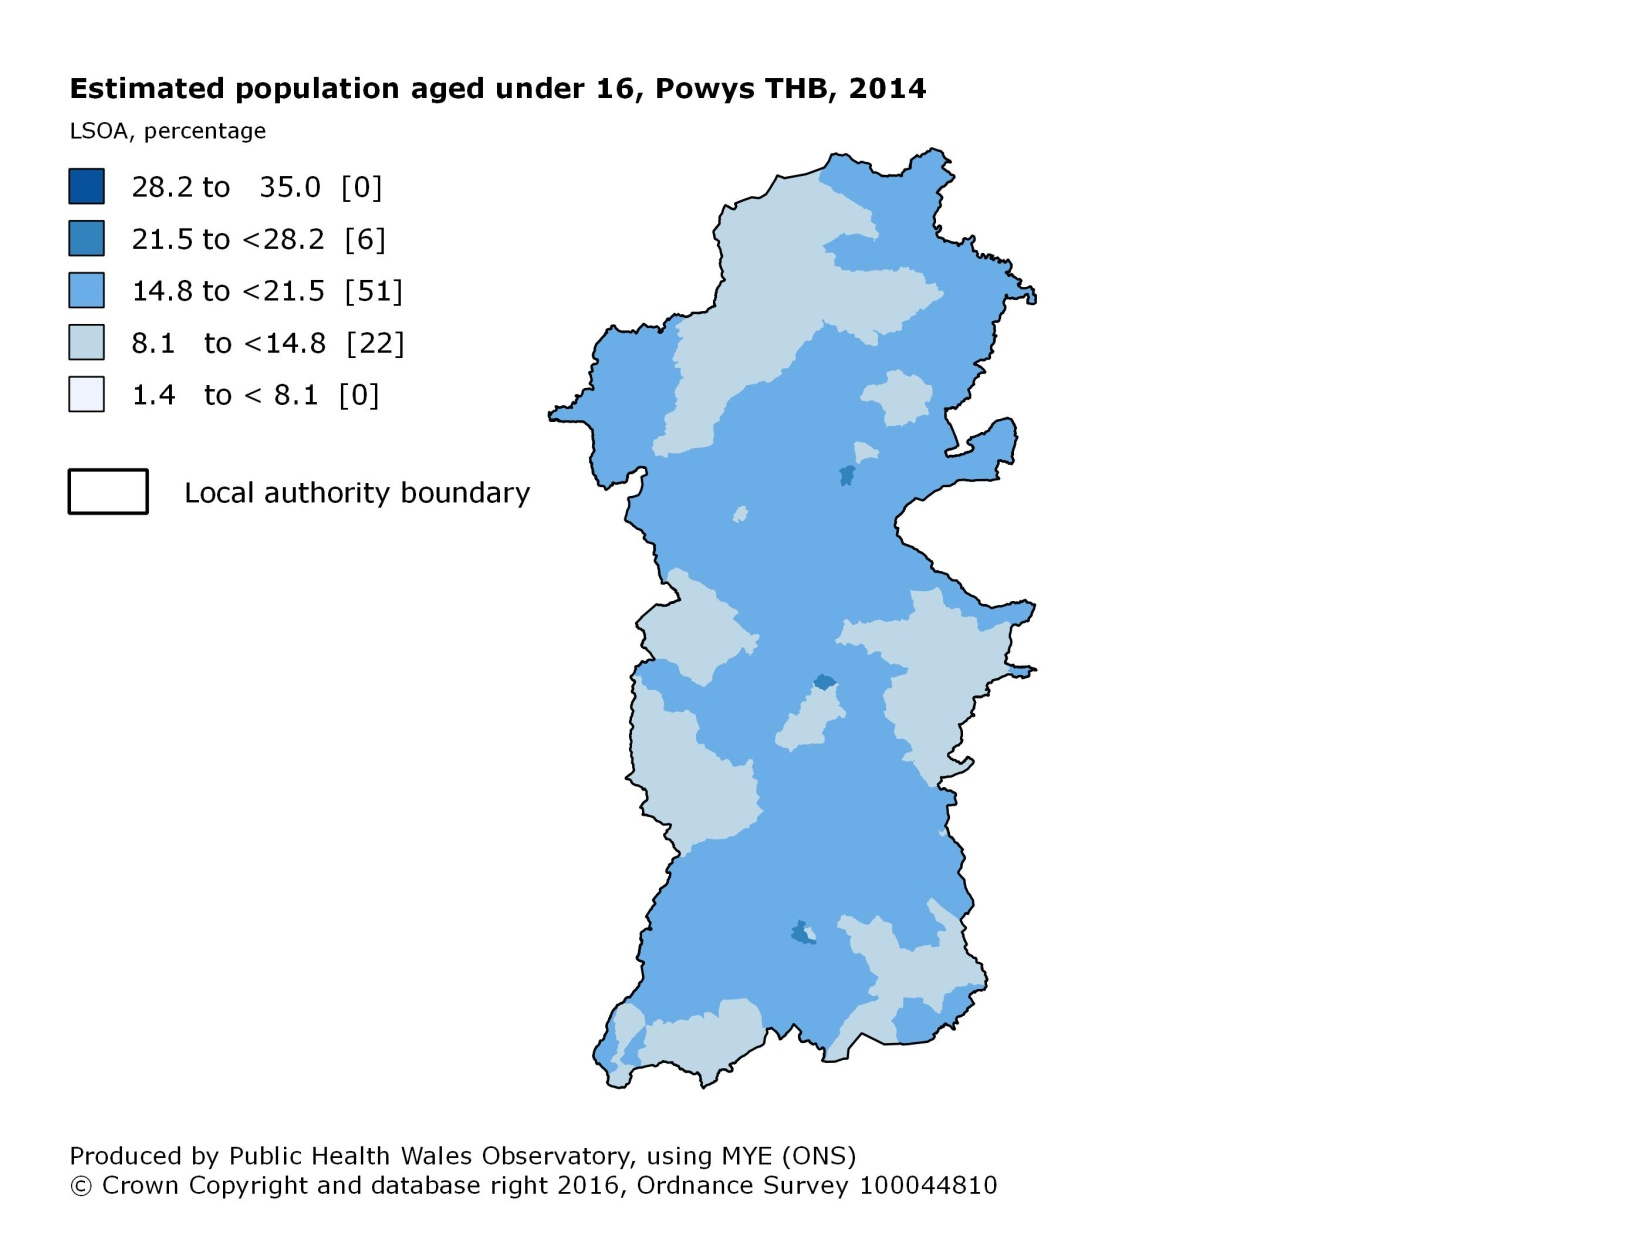 Estimated population aged under 16, Powys THB, 2014
LSOA, percentage
28.2 to 35.0 [0]
21.5 to <28.2 [6]
14.8 to <21.5 [51]
8.1 to <14.8 [22]
1.4 to < 8.1 [0]
Local authority boundary
Produced by Public Health Wales Observatory, using MYE (ONS)
© Crown Copyright and database right 2016, Ordnance Survey 100044810